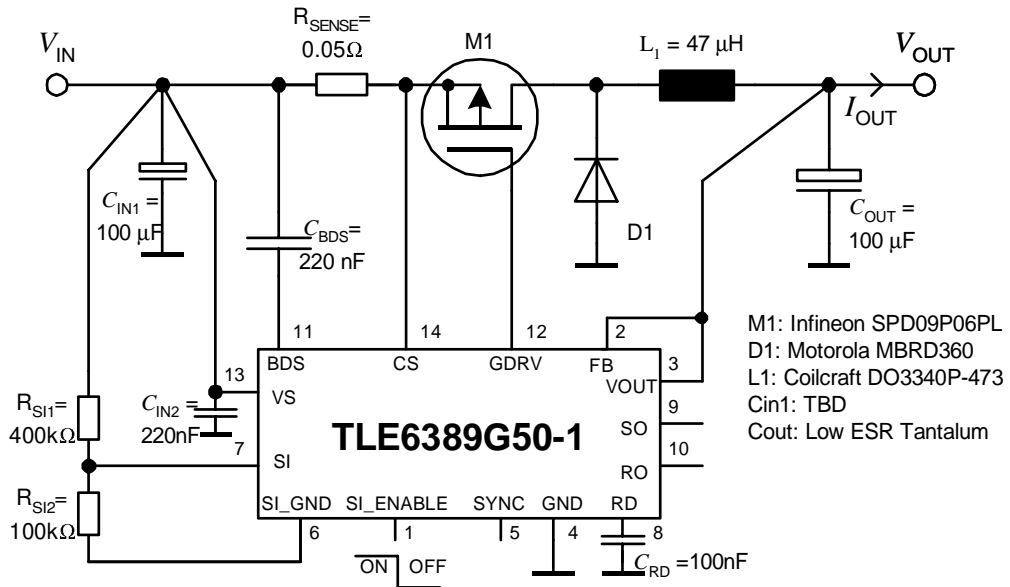 R_SENSE=
0.05Ω
M1
L_1 = 47 μH
V_IN
V_OUT
I_OUT
C_IN1 =
100 μF
C_BDS=
220 nF
D1
C_OUT =
100 μF
11
14
12
2
BDS
CS
GDRV
FB
3
VOUT
M1: Infineon SPD09P06PL
D1: Motorola MBRD360
L1: Coilcraft DO3340P-473
Cin1: TBD
Cout: Low ESR Tantalum
13
VS
R_SI1=
400kΩ
C_IN2 =
220nF
9
SO
TLE6389G50-1
7
SI
10
RO
R_SI2=
100kΩ
SI_GND
SI_ENABLE
SYNC
GND
RD
6
1
5
4
8
ON
OFF
C_RD =100nF